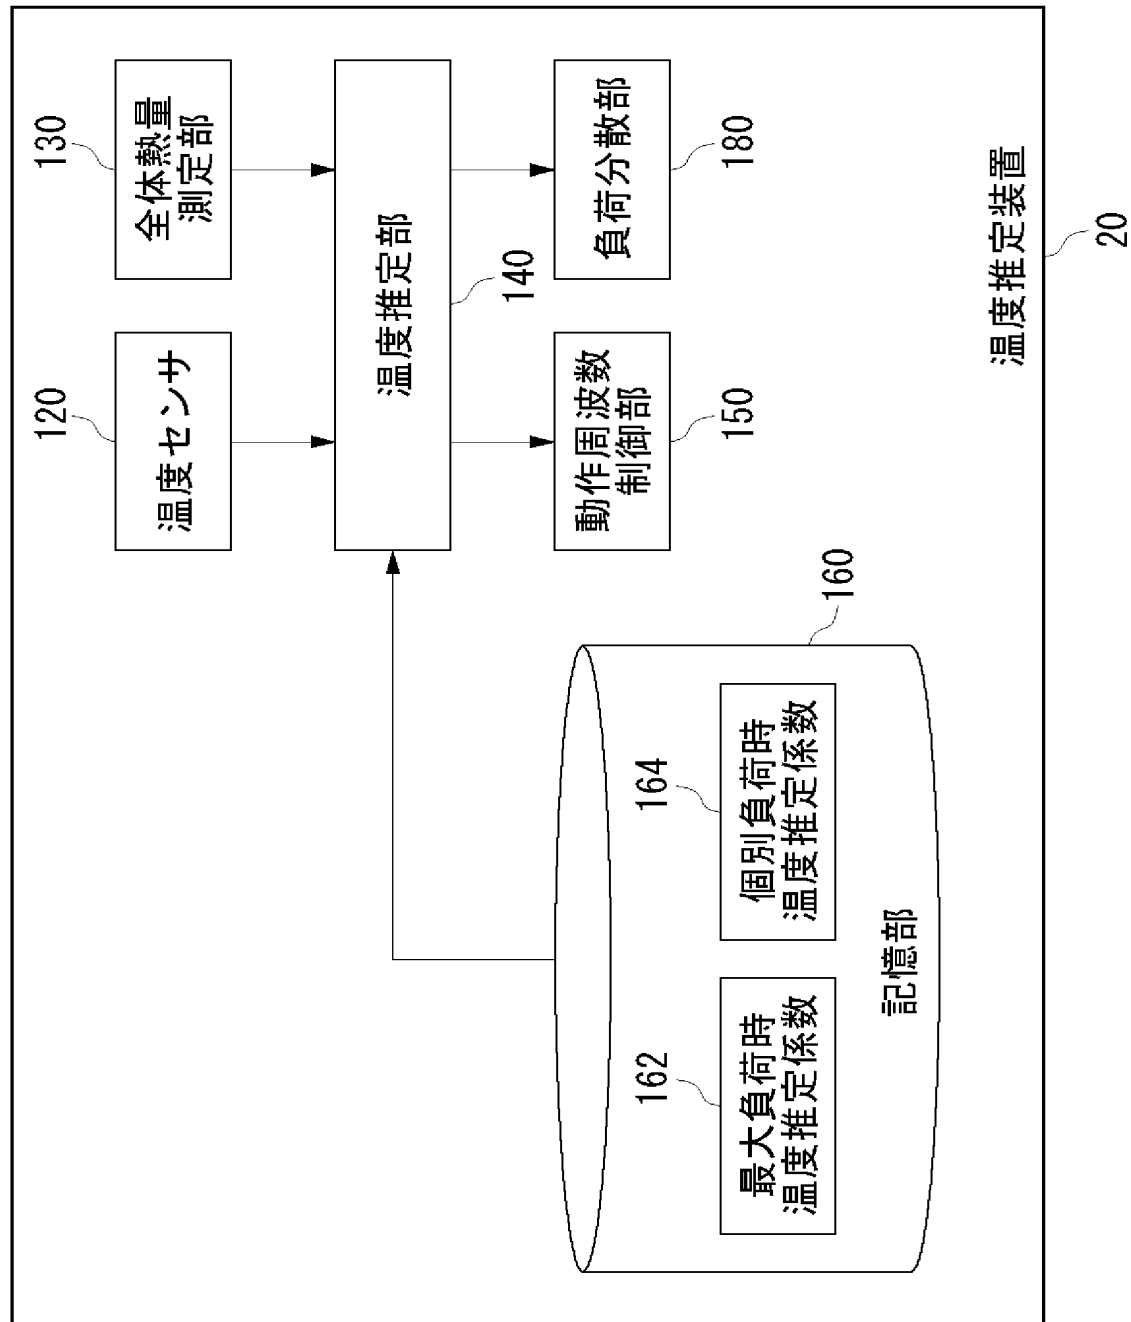 120
温度センサ
130
全体熱量
測定部
温度推定部
140
動作周波数
制御部
150
負荷分散部
180
160
162
最大負荷時
温度推定係数
164
個別負荷時
温度推定係数
記憶部
温度推定装置
20